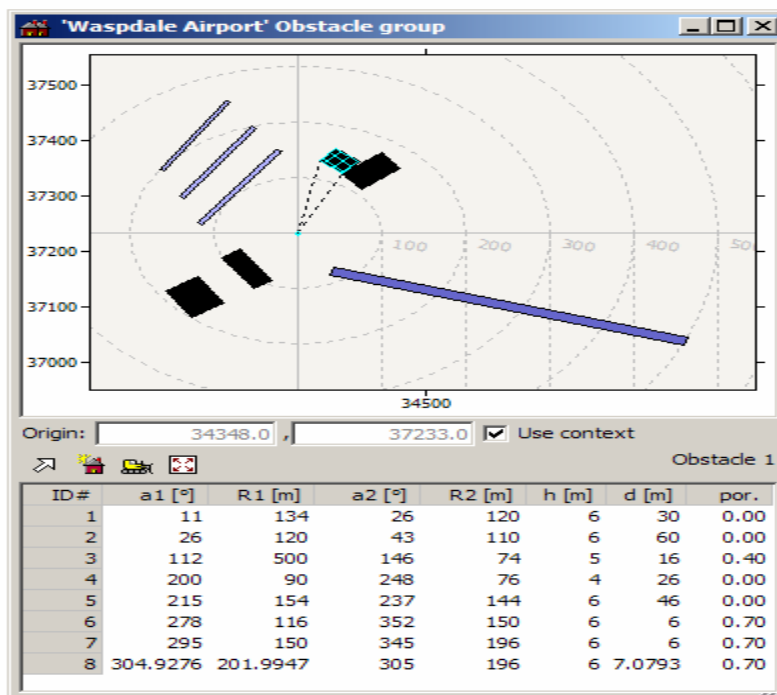 'Waspdale Airport' Obstacle group
37500
37400
37300
37200
37100
37000
100 200 300 400 500
34500
Origin: 34348.0 , 37233.0 Use context
Obstacle 1
ID# a1 [°] R1 [m] a2 [°] R2 [m] h [m] d [m] por.
1 11 134 26 120 6 30 0.00
2 26 120 43 110 6 60 0.00
3 112 500 146 74 5 16 0.40
4 200 90 248 76 4 26 0.00
5 215 154 237 144 6 46 0.00
6 278 116 352 150 6 6 0.70
7 295 150 345 196 6 6 0.70
8 304.9276 201.9947 305 196 6 7.0793 0.70